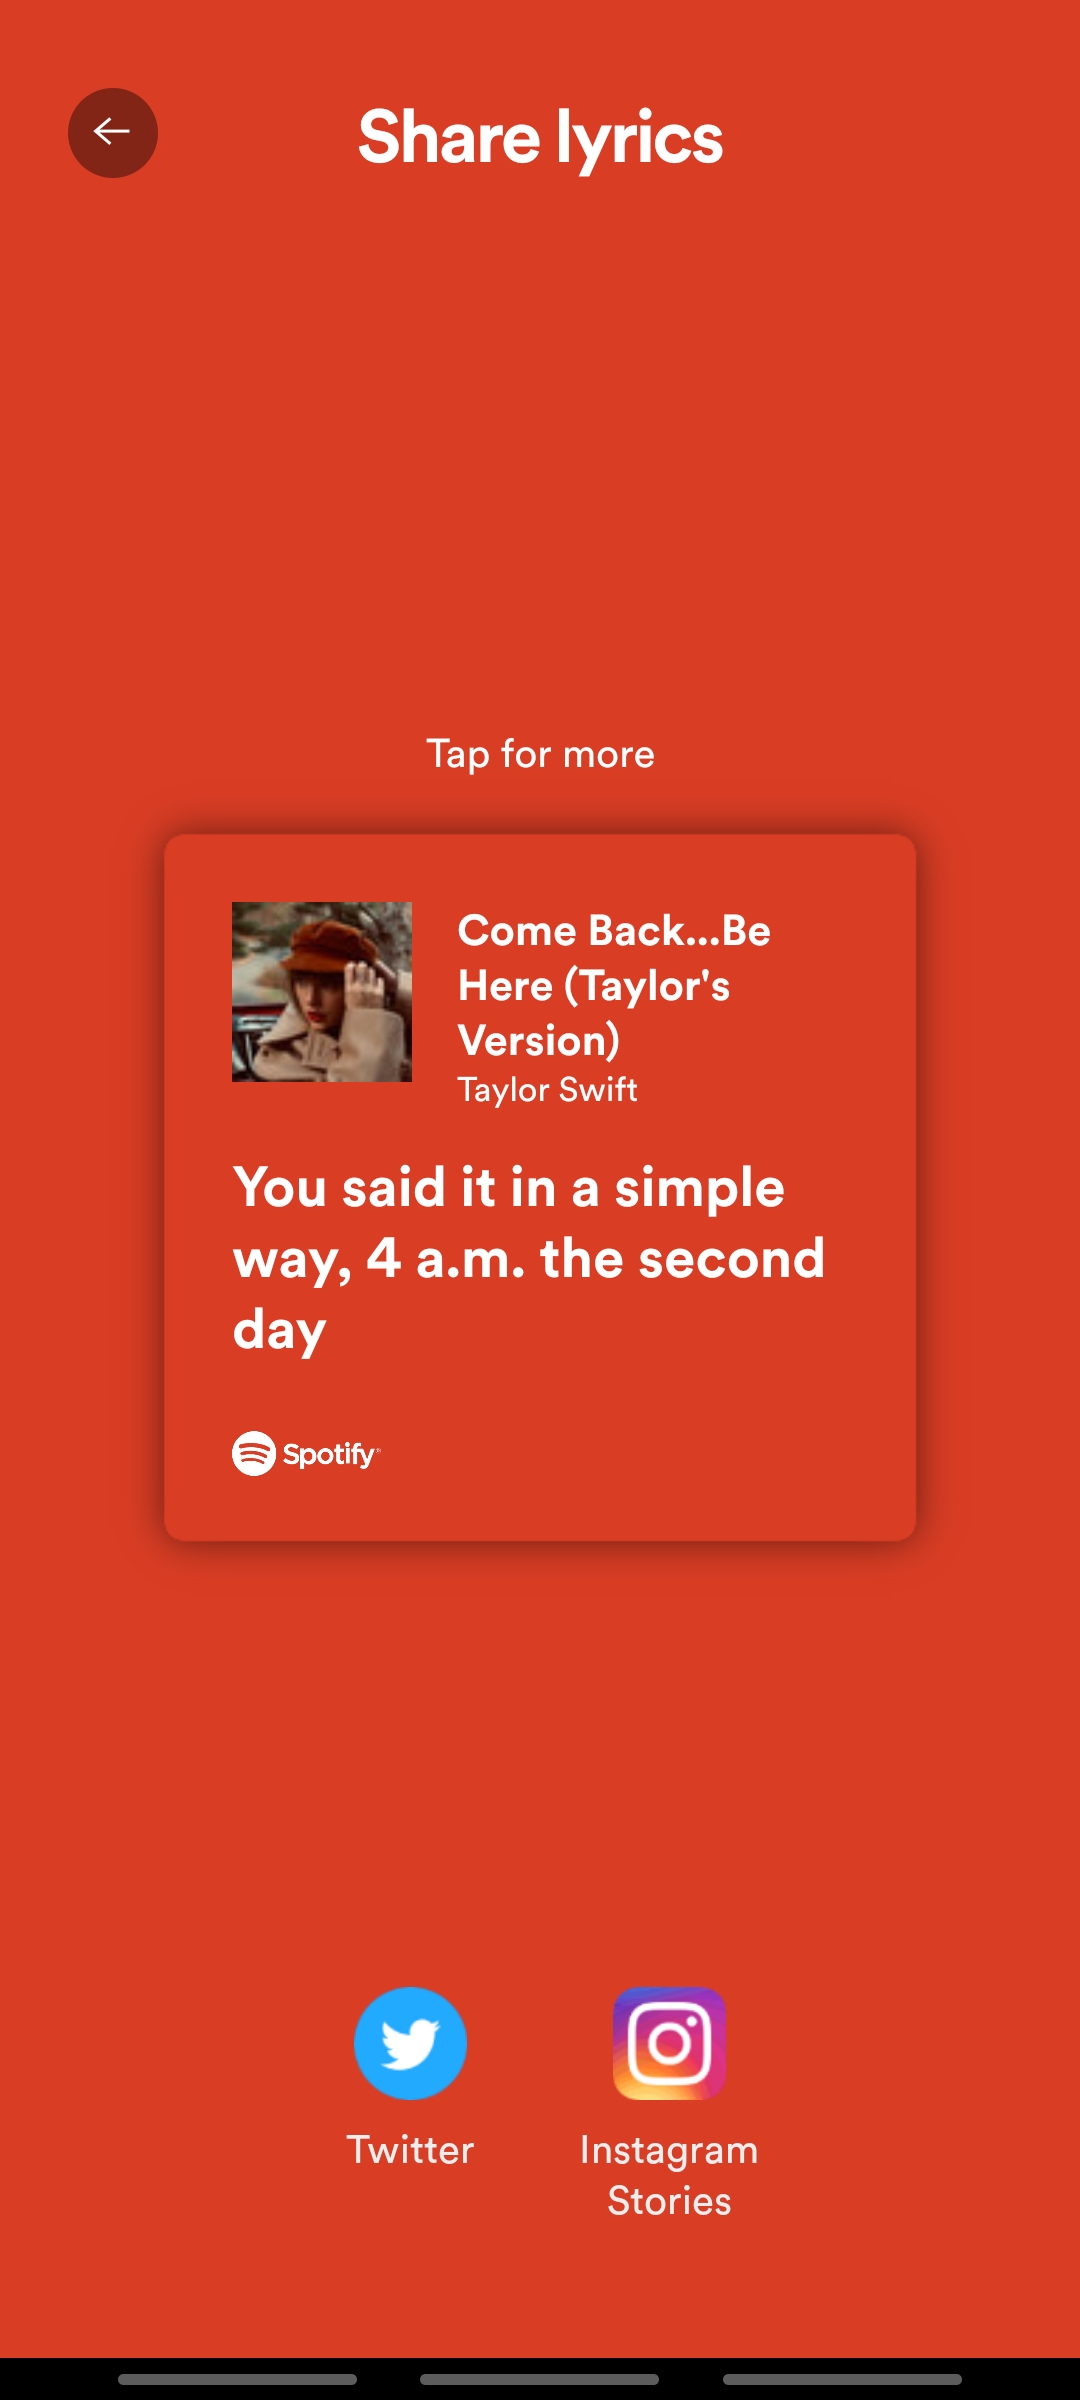 Share lyrics
Tap for more
Come Back...Be
Here (Taylor's
Version)
Taylor Swift
You said it in a simple
way, 4 a.m. the second
day
Spotify
Twitter
Instagram
Stories